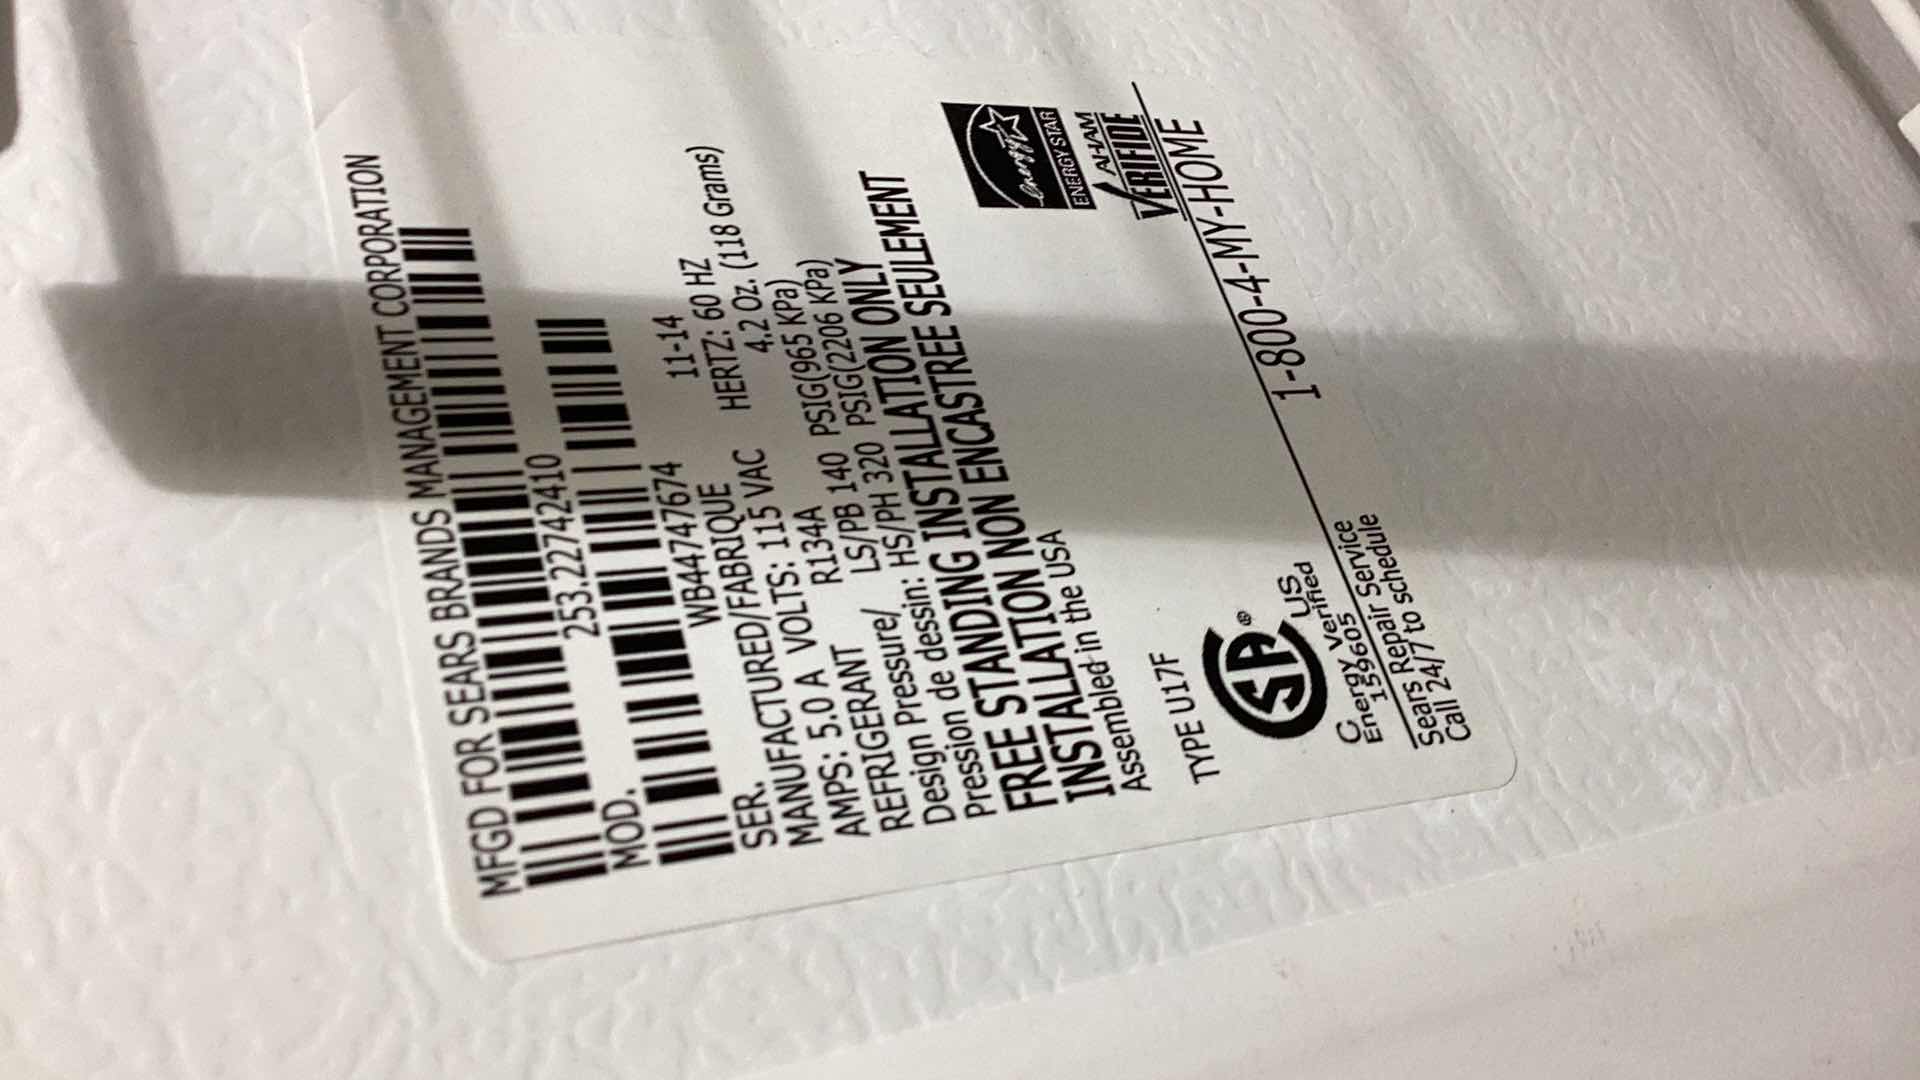 MFGD FOR SEARS BRANDS MANAGEMENT CORPORATION
MOD. 253.22742410
SER. WB44747674
MANUFACTURED/FABRIQUE 11-14
AMPS: 5.0 A VOLTS: 115 VAC HERTZ: 60 HZ
REFRIGERANT R134A 4.2 Oz. (118 Grams)
Design Pressure/ LS/PB 140 PSIG(965 KPa)
Pression de dessin: HS/PH 320 PSIG(2206 KPa)
FREE STANDING INSTALLATION ONLY
INSTALLATION NON ENCASTREE SEULEMENT
Assembled in the USA
TYPE U17F
Energy
ENERGY STAR
AHAM
VERIFIDE
SA
®
C US
Energy Verified
159605
Sears Repair Service
Call 24/7 to schedule
1-800-4-MY-HOME